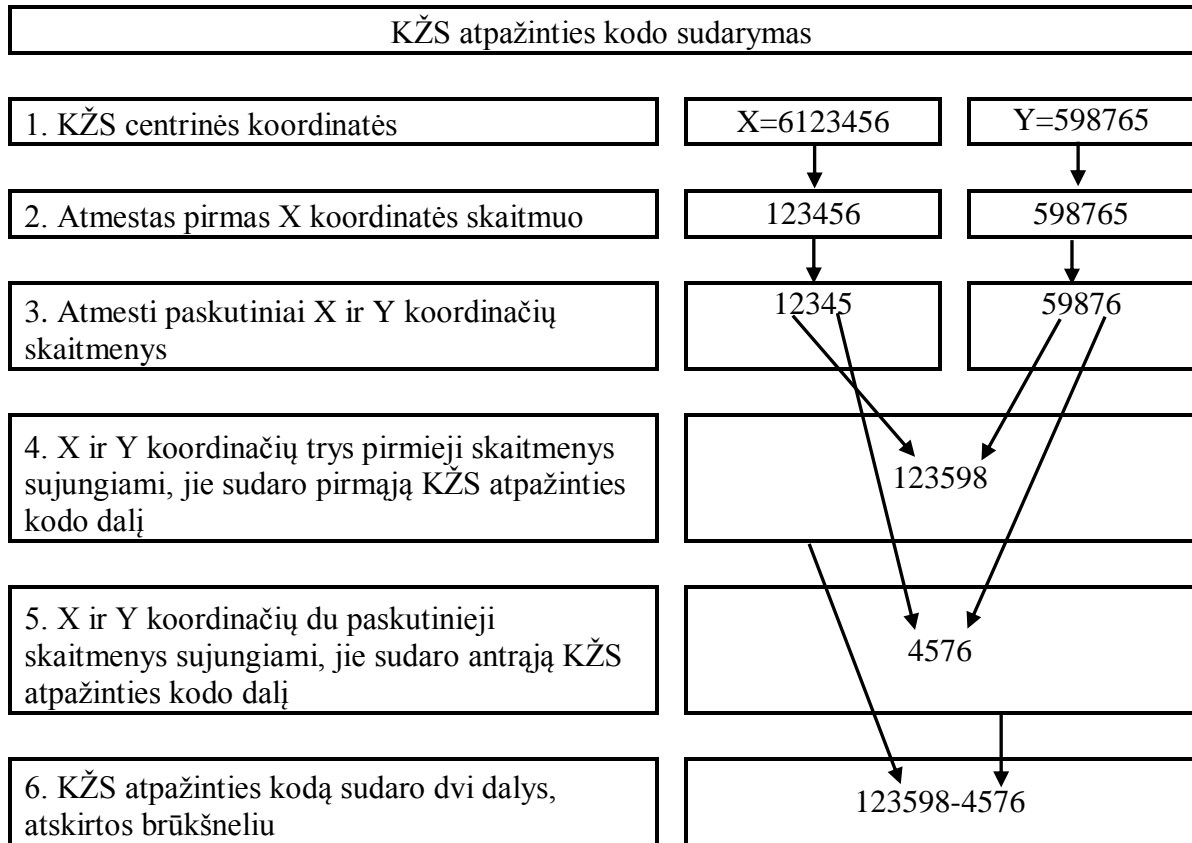 KŽS atpažinties kodo sudarymas
1. KŽS centrinės koordinatės
X=6123456
Y=598765
2. Atmestas pirmas X koordinatės skaitmuo
123456
598765
3. Atmesti paskutiniai X ir Y koordinačių
skaitmenys
12345
59876
4. X ir Y koordinačių trys pirmieji skaitmenys
sujungiami, jie sudaro pirmąją KŽS atpažinties
kodo dalį
123598
5. X ir Y koordinačių du paskutinieji
skaitmenys sujungiami, jie sudaro antrąją KŽS
atpažinties kodo dalį
4576
6. KŽS atpažinties kodą sudaro dvi dalys,
atskirtos brūkšneliu
123598-4576